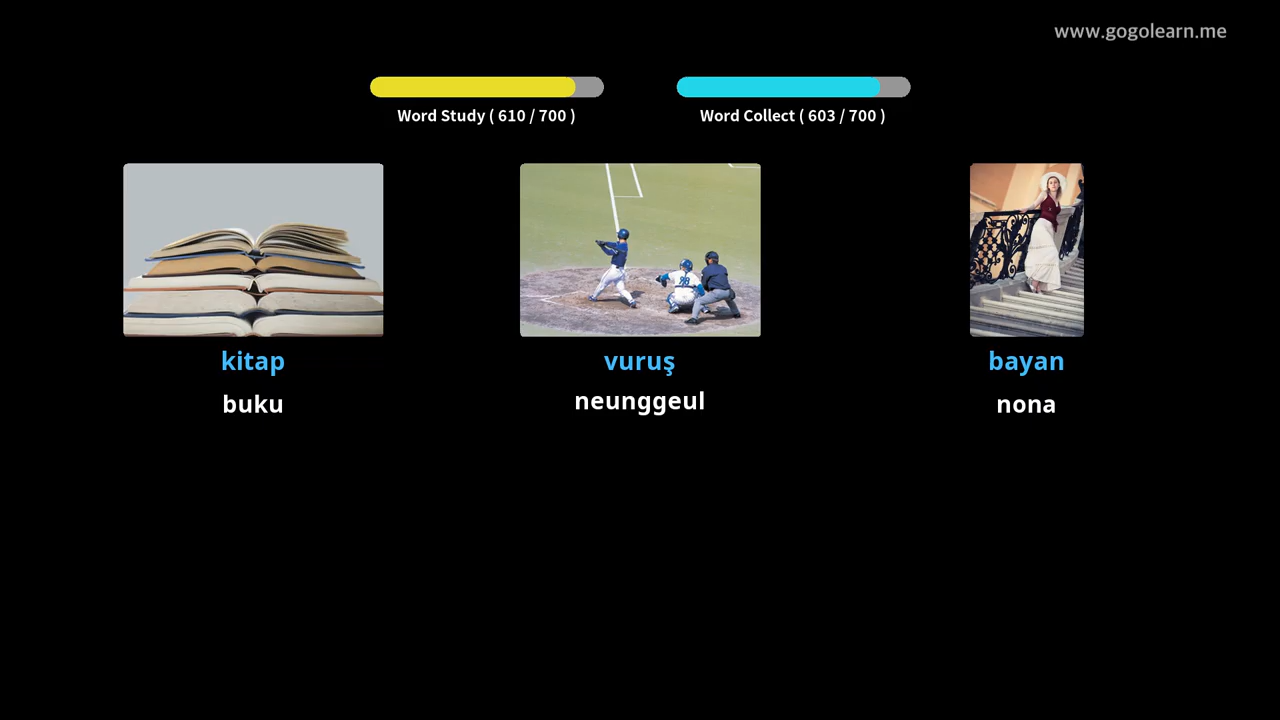 www.gogolearn.me
Word Study ( 610 / 700 )
Word Collect ( 603 / 700 )
kitap
vuruş
bayan
buku
neunggeul
nona